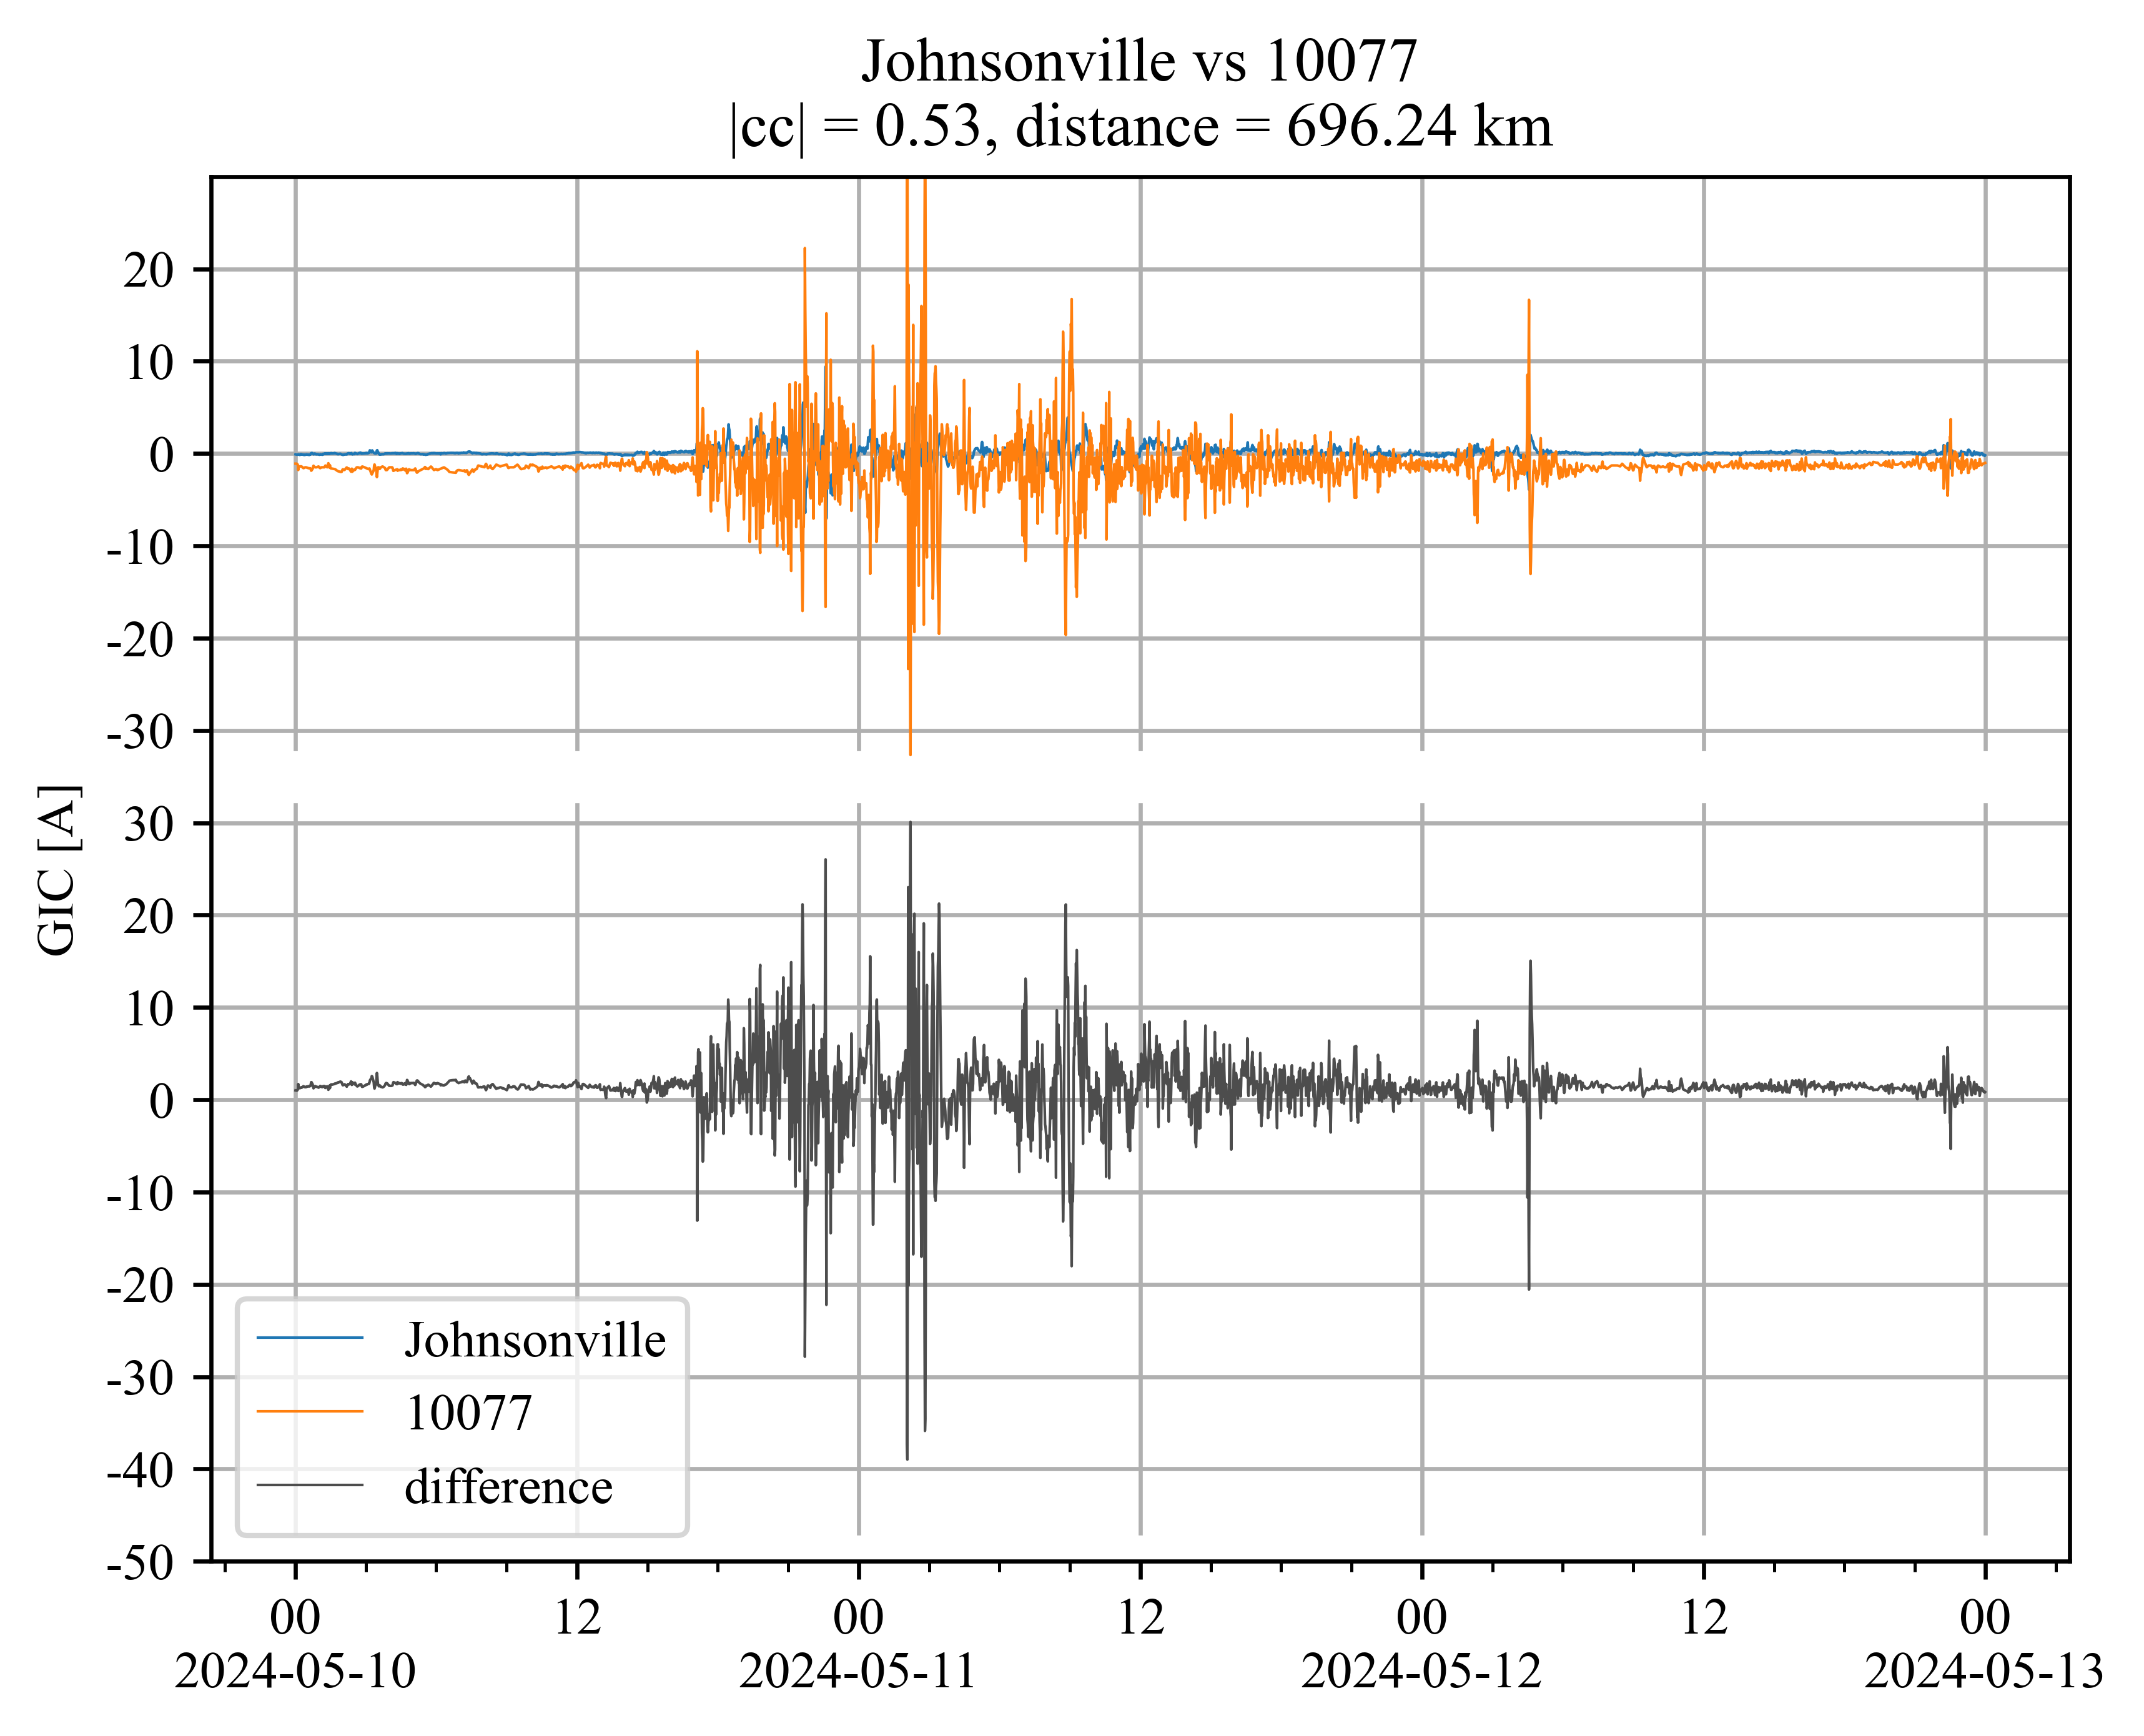 Johnsonville vs 10077
|cc| = 0.53, distance = 696.24 km
GIC [A]
20
10
0
-10
-20
-30
30
20
10
0
-10
-20
-30
-40
-50
Johnsonville
10077
difference
00 12 00 12 00 12 00
2024-05-10 2024-05-11 2024-05-12 2024-05-13